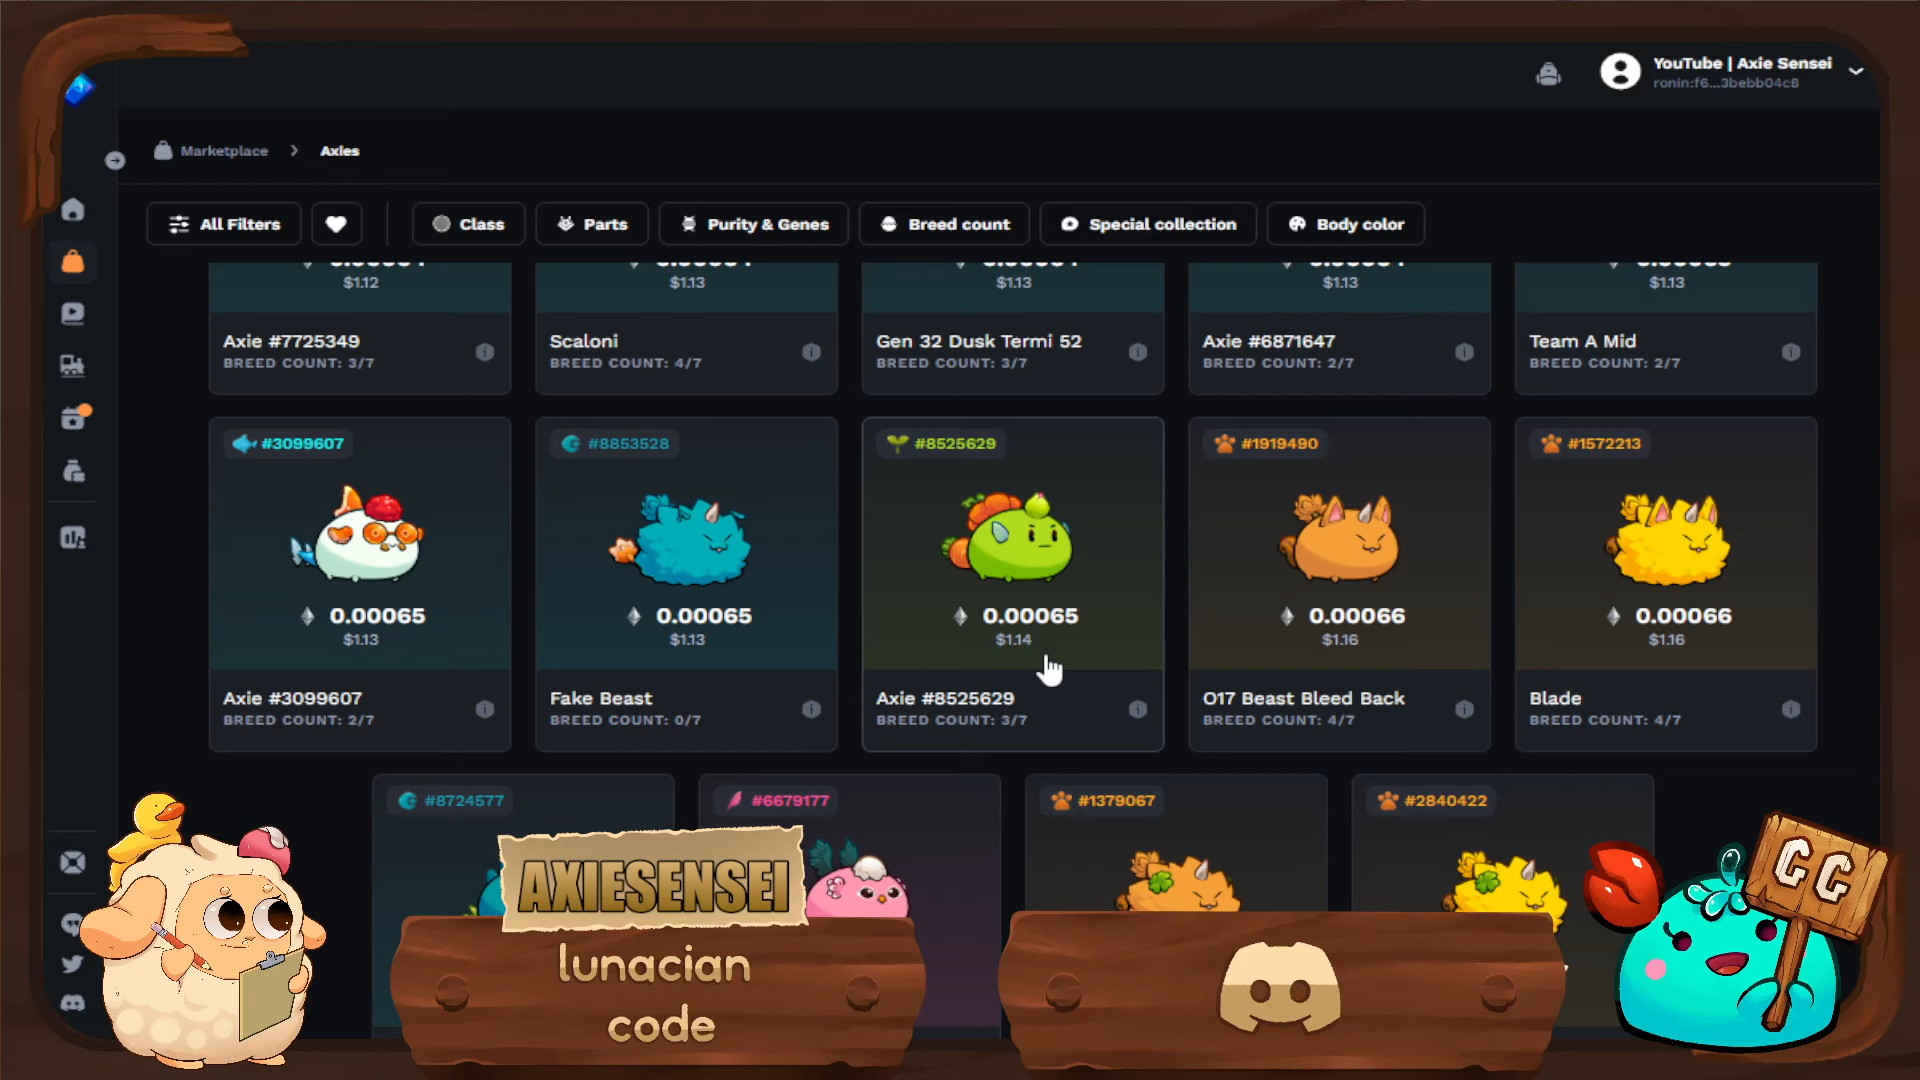 YouTube | Axie Sensei
ronin:f6...3bebb04c8
Marketplace > Axies
All Filters
Class
Parts
Purity & Genes
Breed count
Special collection
Body color
$1.12
$1.13
$1.13
$1.13
$1.13
Axie #7725349
BREED COUNT: 3/7
Scaloni
BREED COUNT: 4/7
Gen 32 Dusk Termi 52
BREED COUNT: 3/7
Axie #6871647
BREED COUNT: 2/7
Team A Mid
BREED COUNT: 2/7
#3099607
0.00065
$1.13
Axie #3099607
BREED COUNT: 2/7
#8853528
0.00065
$1.13
Fake Beast
BREED COUNT: 0/7
#8525629
0.00065
$1.14
Axie #8525629
BREED COUNT: 3/7
#1919490
0.00066
$1.16
O17 Beast Bleed Back
BREED COUNT: 4/7
#1572213
0.00066
$1.16
Blade
BREED COUNT: 4/7
#8724577
#6679177
#1379067
#2840422
AXIESENSEI
lunacian
code
CC